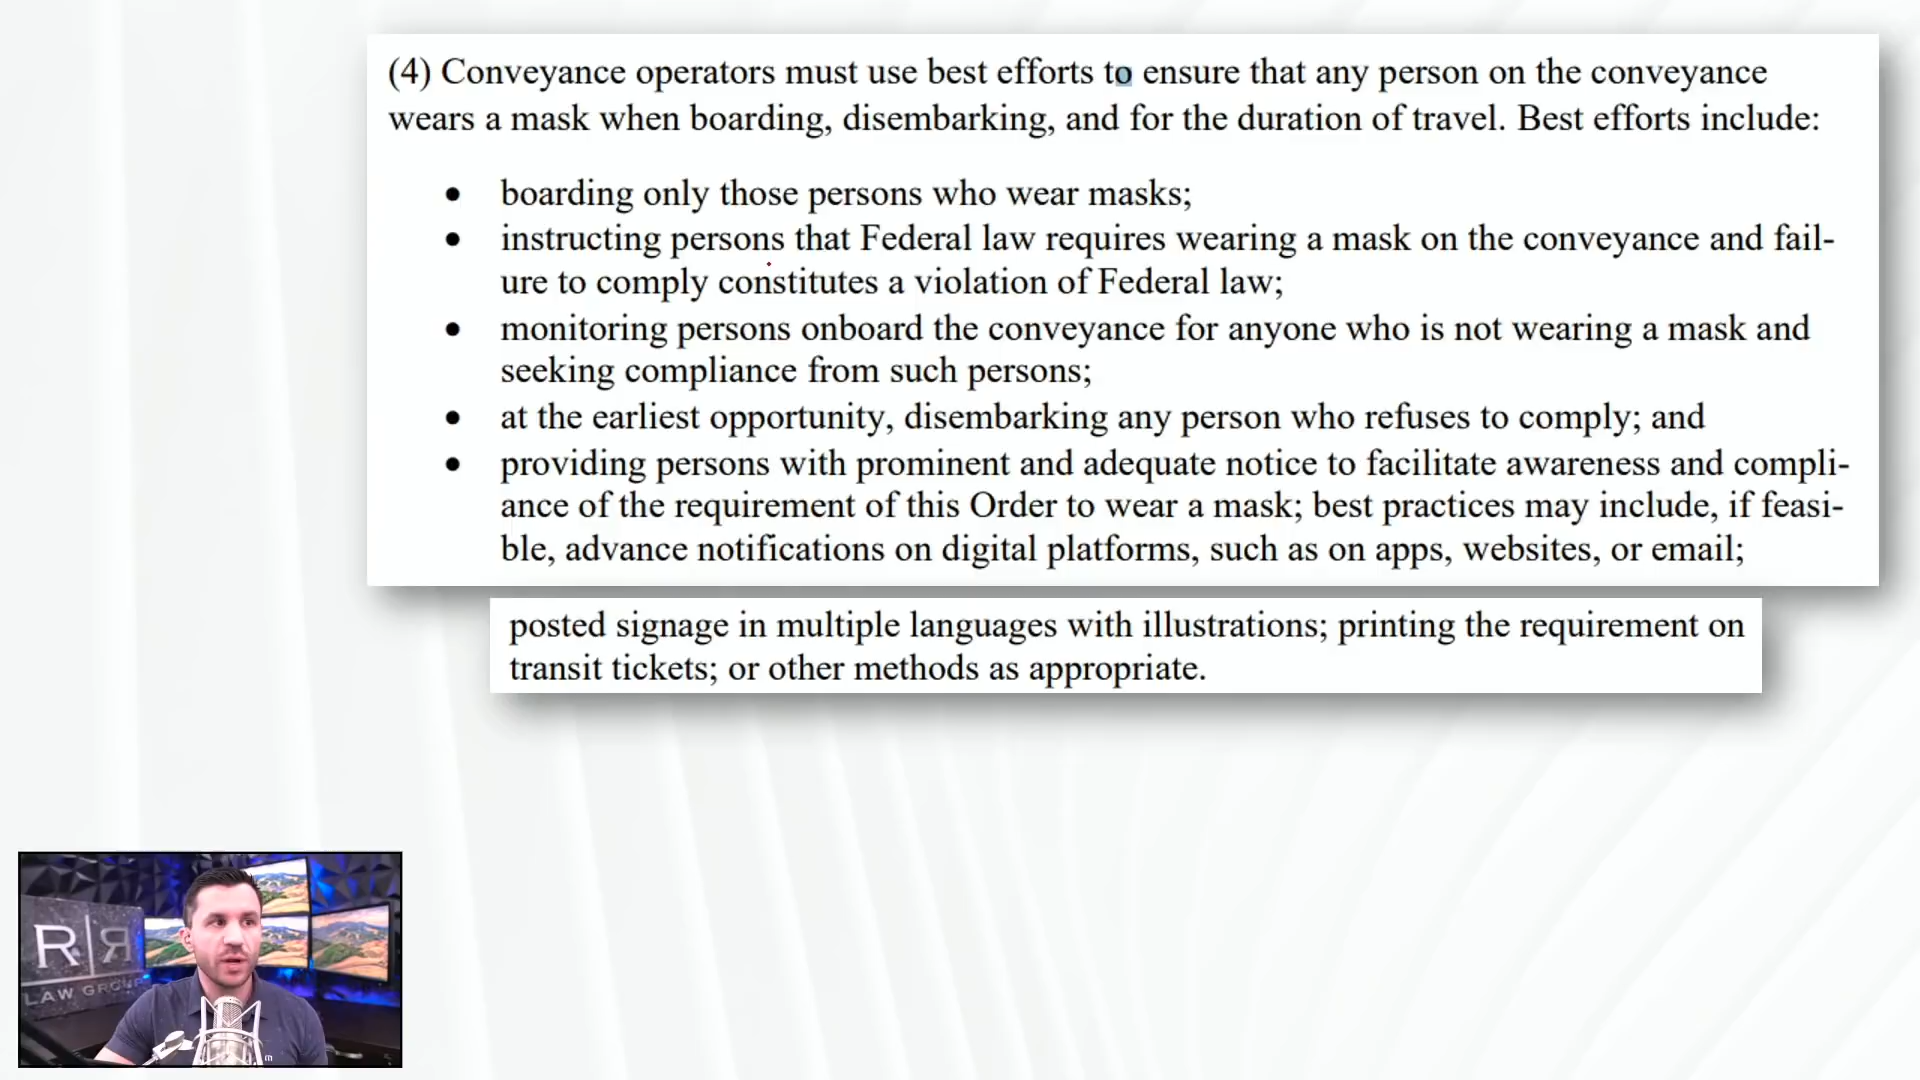 (4) Conveyance operators must use best efforts to ensure that any person on the conveyance
wears a mask when boarding, disembarking, and for the duration of travel. Best efforts include:
• boarding only those persons who wear masks;
• instructing persons that Federal law requires wearing a mask on the conveyance and fail-
ure to comply constitutes a violation of Federal law;
• monitoring persons onboard the conveyance for anyone who is not wearing a mask and
seeking compliance from such persons;
• at the earliest opportunity, disembarking any person who refuses to comply; and
• providing persons with prominent and adequate notice to facilitate awareness and compli-
ance of the requirement of this Order to wear a mask; best practices may include, if feasi-
ble, advance notifications on digital platforms, such as on apps, websites, or email;
posted signage in multiple languages with illustrations; printing the requirement on
transit tickets; or other methods as appropriate.
R|R
LAW GROUP